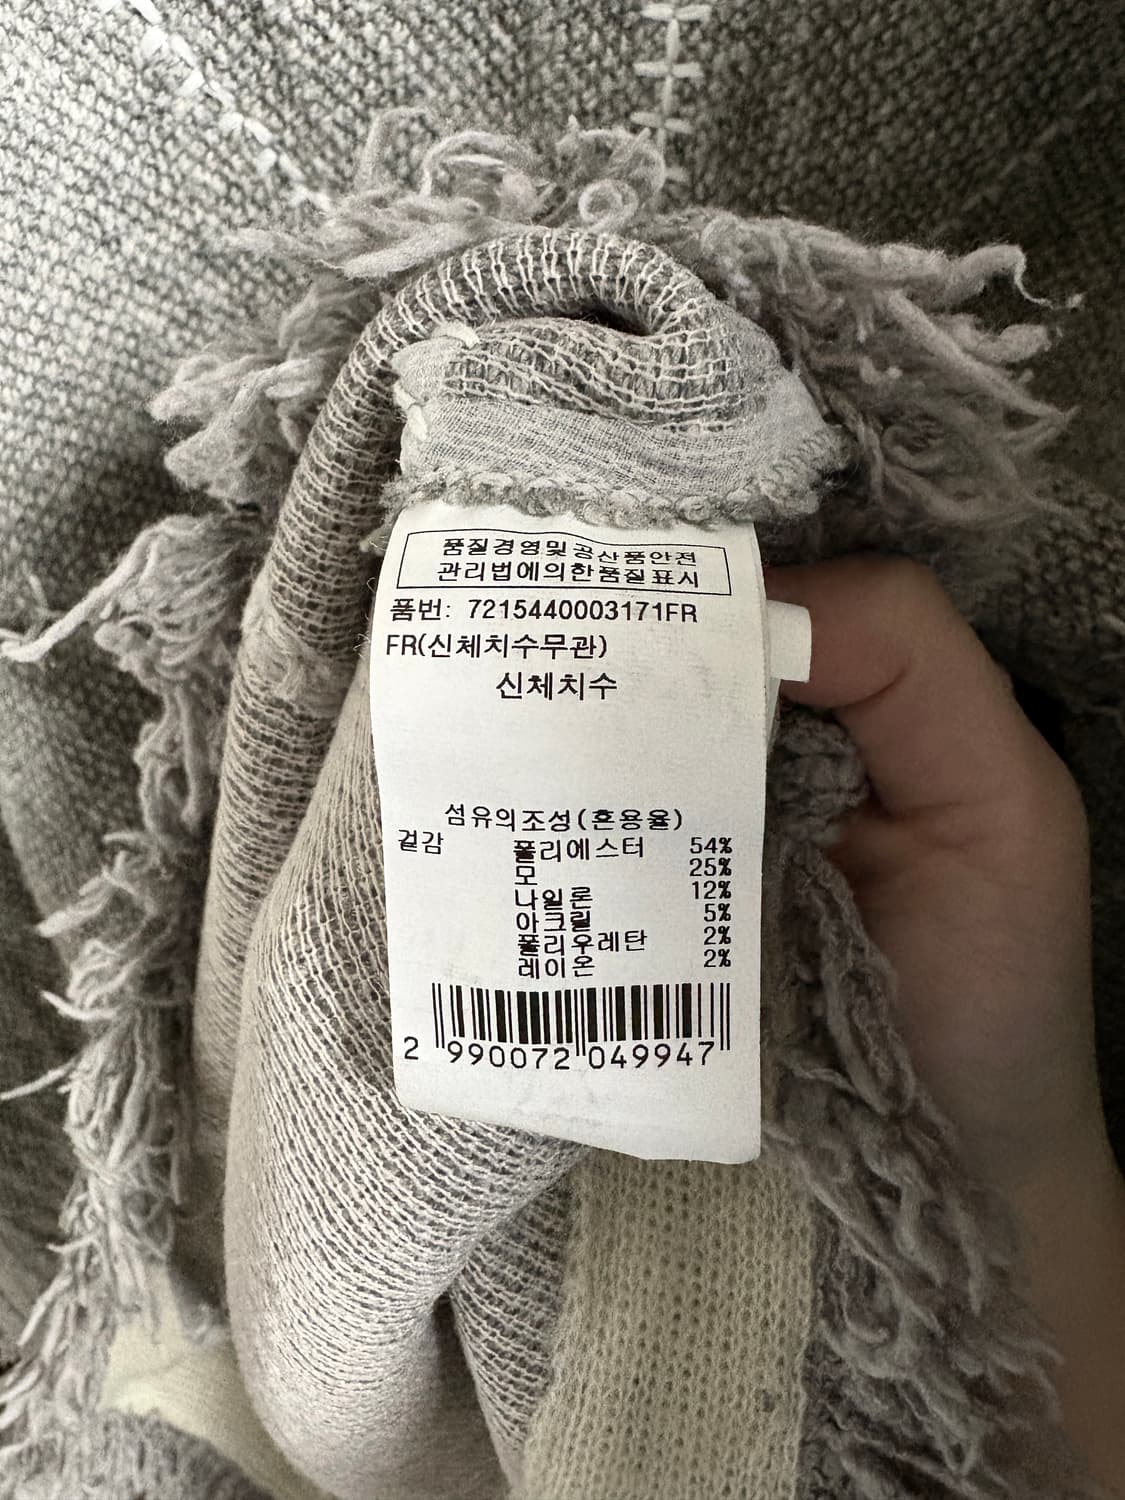 품질경영및공산품안전
관리법에의한품질표시
품번: 7215440003171FR
FR(신체치수무관)
신체치수
섬유의조성(혼용율)
겉감 폴리에스터 54%
모 25%
나일론 12%
아크릴 5%
폴리우레탄 2%
레이온 2%
2 990072 049947